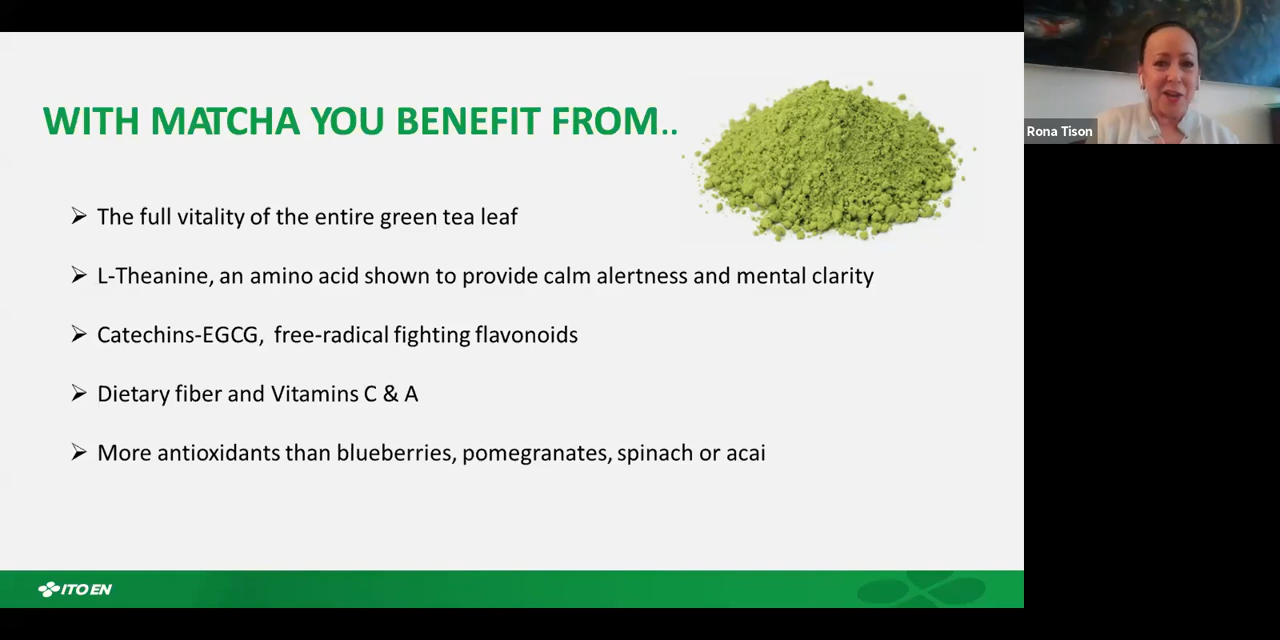 WITH MATCHA YOU BENEFIT FROM..
The full vitality of the entire green tea leaf
L-Theanine, an amino acid shown to provide calm alertness and mental clarity
Catechins-EGCG, free-radical fighting flavonoids
Dietary fiber and Vitamins C & A
More antioxidants than blueberries, pomegranates, spinach or acai
ITO EN
Rona Tison